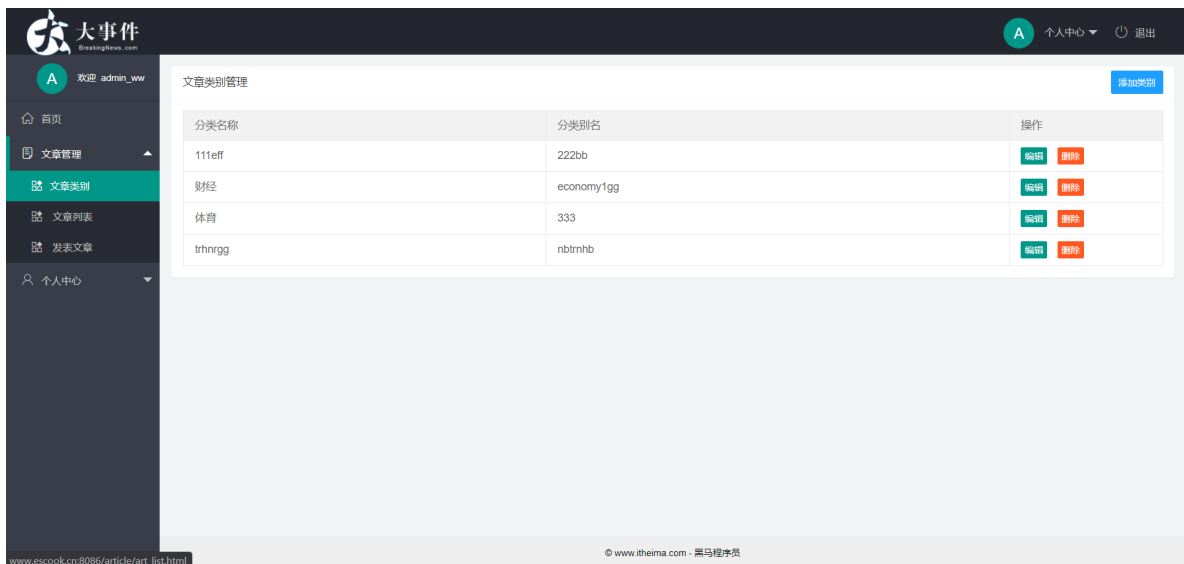 大事件
BreakingNews.com
A 个人中心 退出
A 欢迎 admin_ww
首页
文章管理
文章类别
文章列表
发表文章
个人中心
文章类别管理 添加类别
分类名称 分类别名 操作
111eff 222bb 编辑 删除
财经 economy1gg 编辑 删除
体育 333 编辑 删除
trhnrgg nbtrnhb 编辑 删除
© www.itheima.com - 黑马程序员
www.escook.cn:8086/article/art_list.html